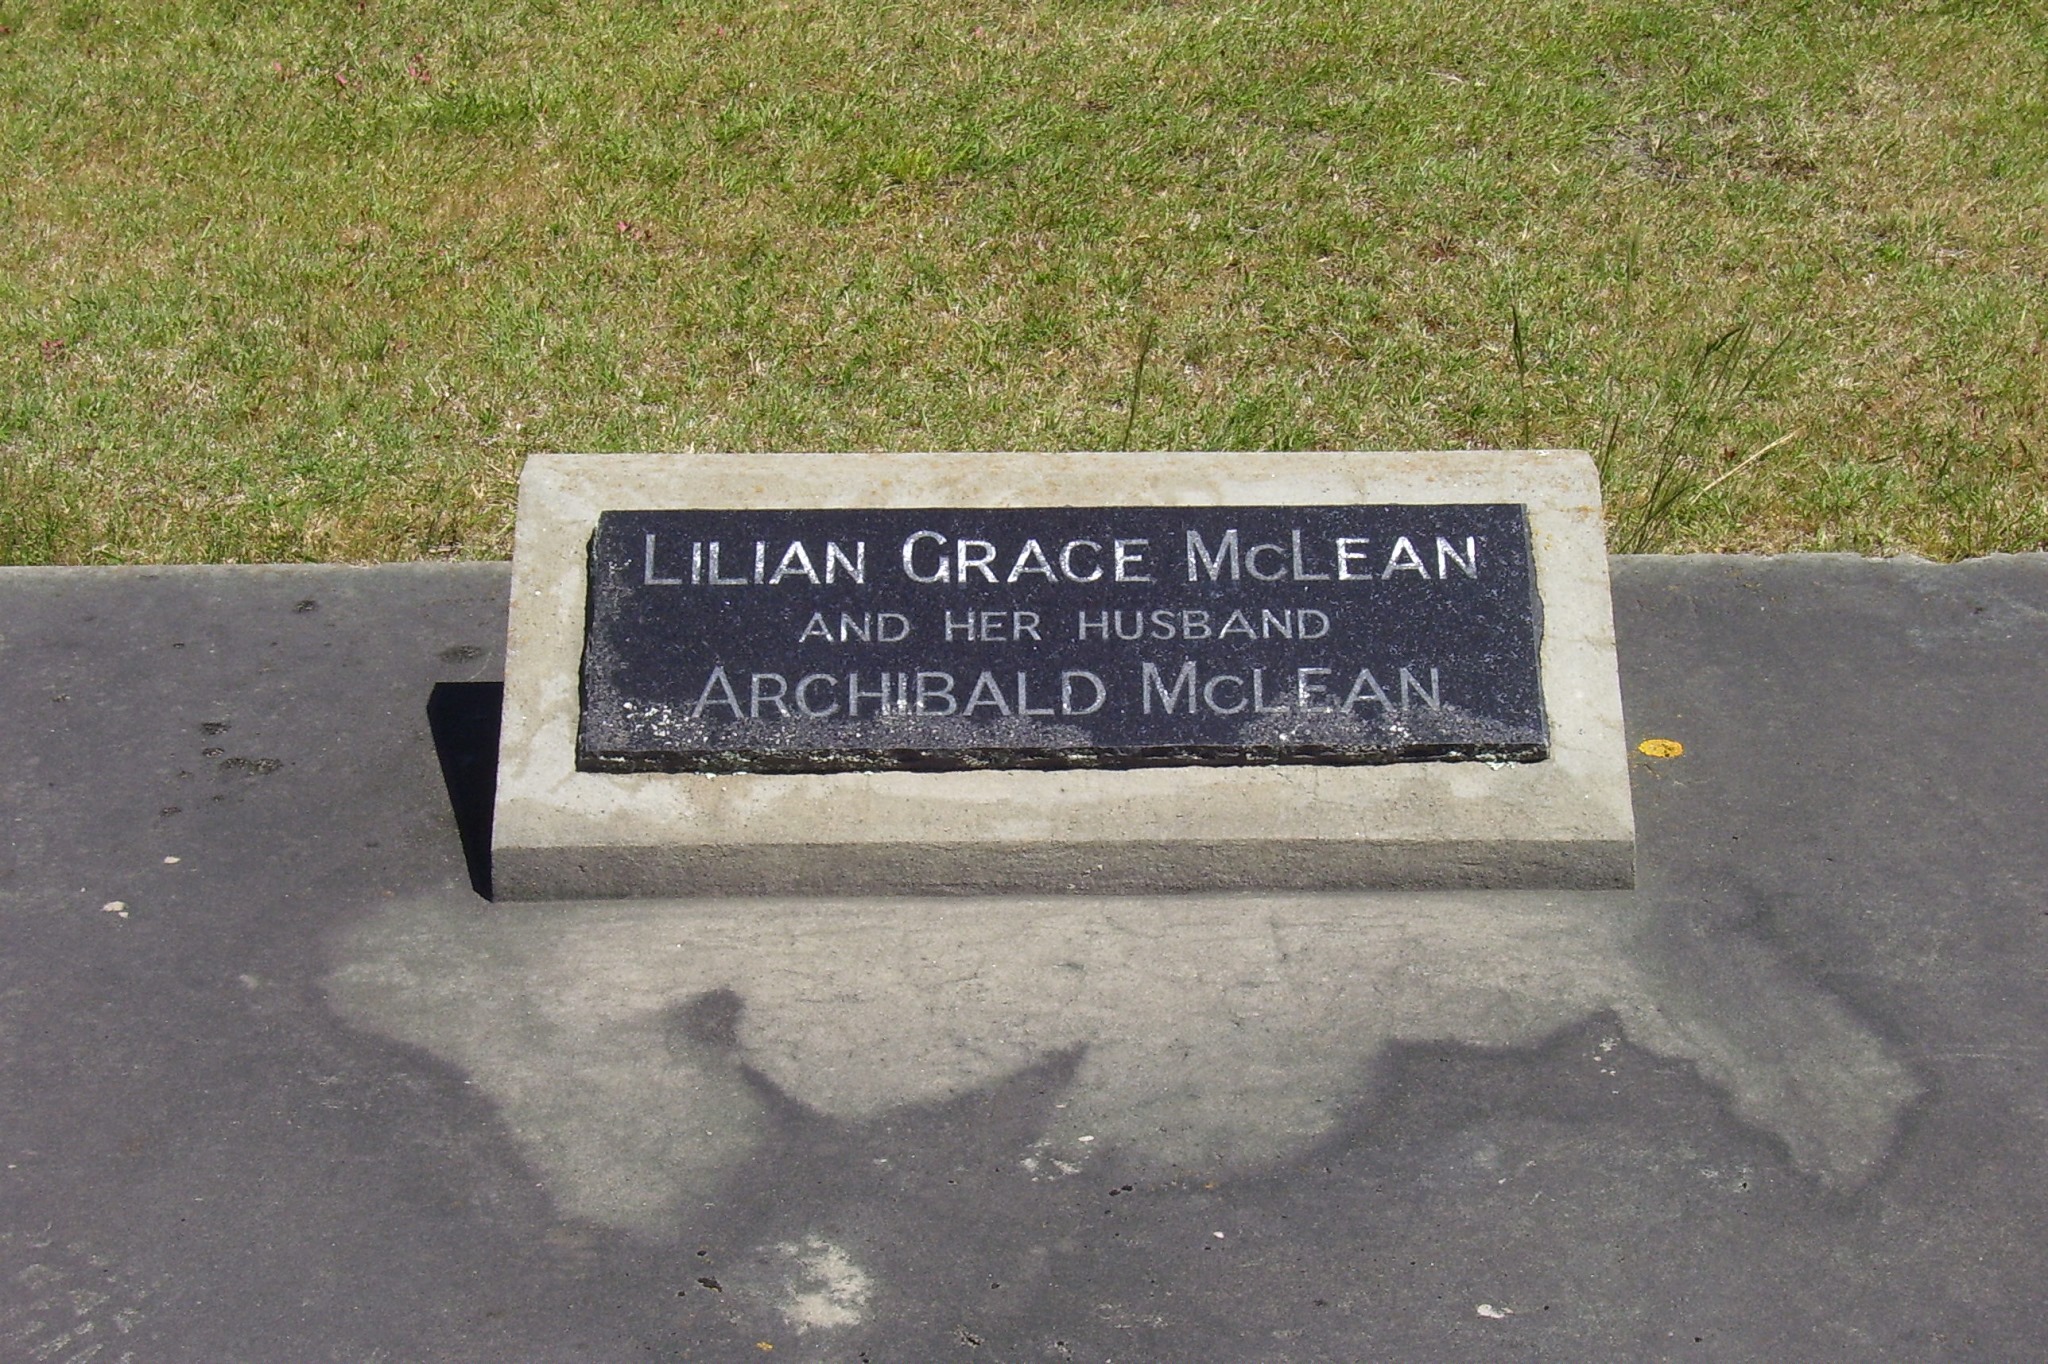 LILIAN GRACE McLEAN
AND HER HUSBAND
ARCHIBALD McLEAN